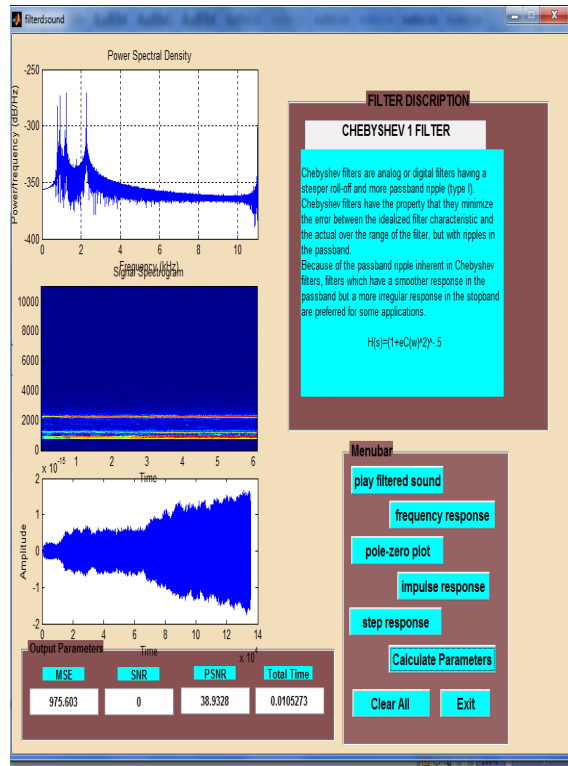 filterdsound
Power Spectral Density
-250
-300
-350
-400
Power/frequency (dB/Hz)
0 2 4 6 8 10
Frequency (kHz)
Signal Spectrogram
10000
8000
6000
4000
2000
0
1 2 3 4 5 6
Time
x 10^-15
2
1
0
-1
-2
Amplitude
0 2 4 6 8 10 12 14
Time
x 10^4
FILTER DISCRIPTION
CHEBYSHEV 1 FILTER
Chebyshev filters are analog or digital filters having a
steeper roll-off and more passband ripple (type I).
Chebyshev filters have the property that they minimize
the error between the idealized filter characteristic and
the actual over the range of the filter, but with ripples in
the passband.
Because of the passband ripple inherent in Chebyshev
filters, filters which have a smoother response in the
passband but a more irregular response in the stopband
are preferred for some applications.
H(s)=(1+eC(w)^2)^-.5
Menubar
play filtered sound
frequency response
pole-zero plot
impulse response
step response
Calculate Parameters
Clear All Exit
Output Parameters
MSE SNR PSNR Total Time
975.603 0 38.9328 0.0105273